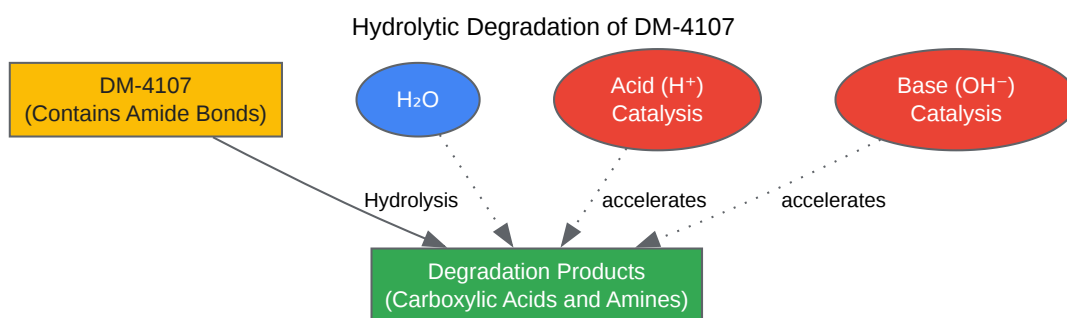 Hydrolytic Degradation of DM-4107
DM-4107
(Contains Amide Bonds)
H₂O
Acid (H⁺)
Catalysis
Base (OH⁻)
Catalysis
Hydrolysis
accelerates
accelerates
Degradation Products
(Carboxylic Acids and Amines)